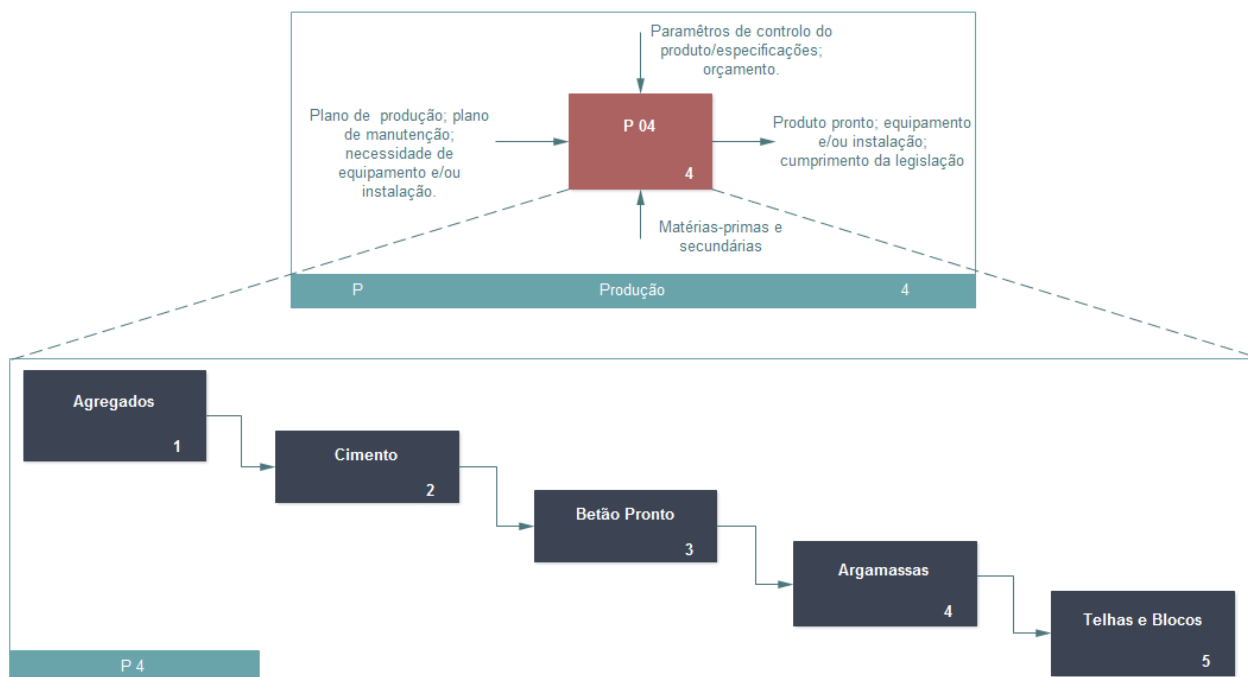 Paramêtros de controlo do
produto/especificações;
orçamento.
Plano de produção; plano
de manutenção;
necessidade de
equipamento e/ou
instalação.
P 04
4
Produto pronto; equipamento
e/ou instalação;
cumprimento da legislação
Matérias-primas e
secundárias
P Produção 4
Agregados
1
Cimento
2
Betão Pronto
3
Argamassas
4
Telhas e Blocos
5
P 4